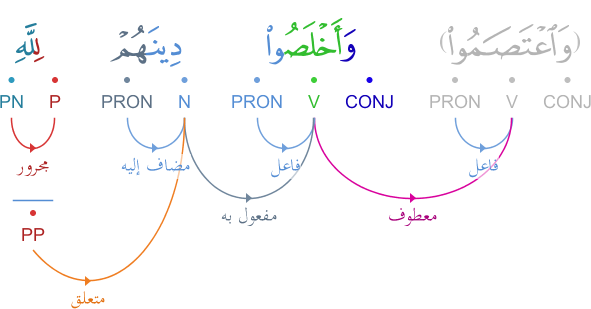 (وَٱعْتَصَمُوا۟) وَأَخْلَصُوا۟ دِينَهُمْ لِلَّهِ
PN P PRON N PRON V CONJ PRON V CONJ
فاعل فاعل مضاف إليه مجرور
معطوف مفعول به
PP
متعلق